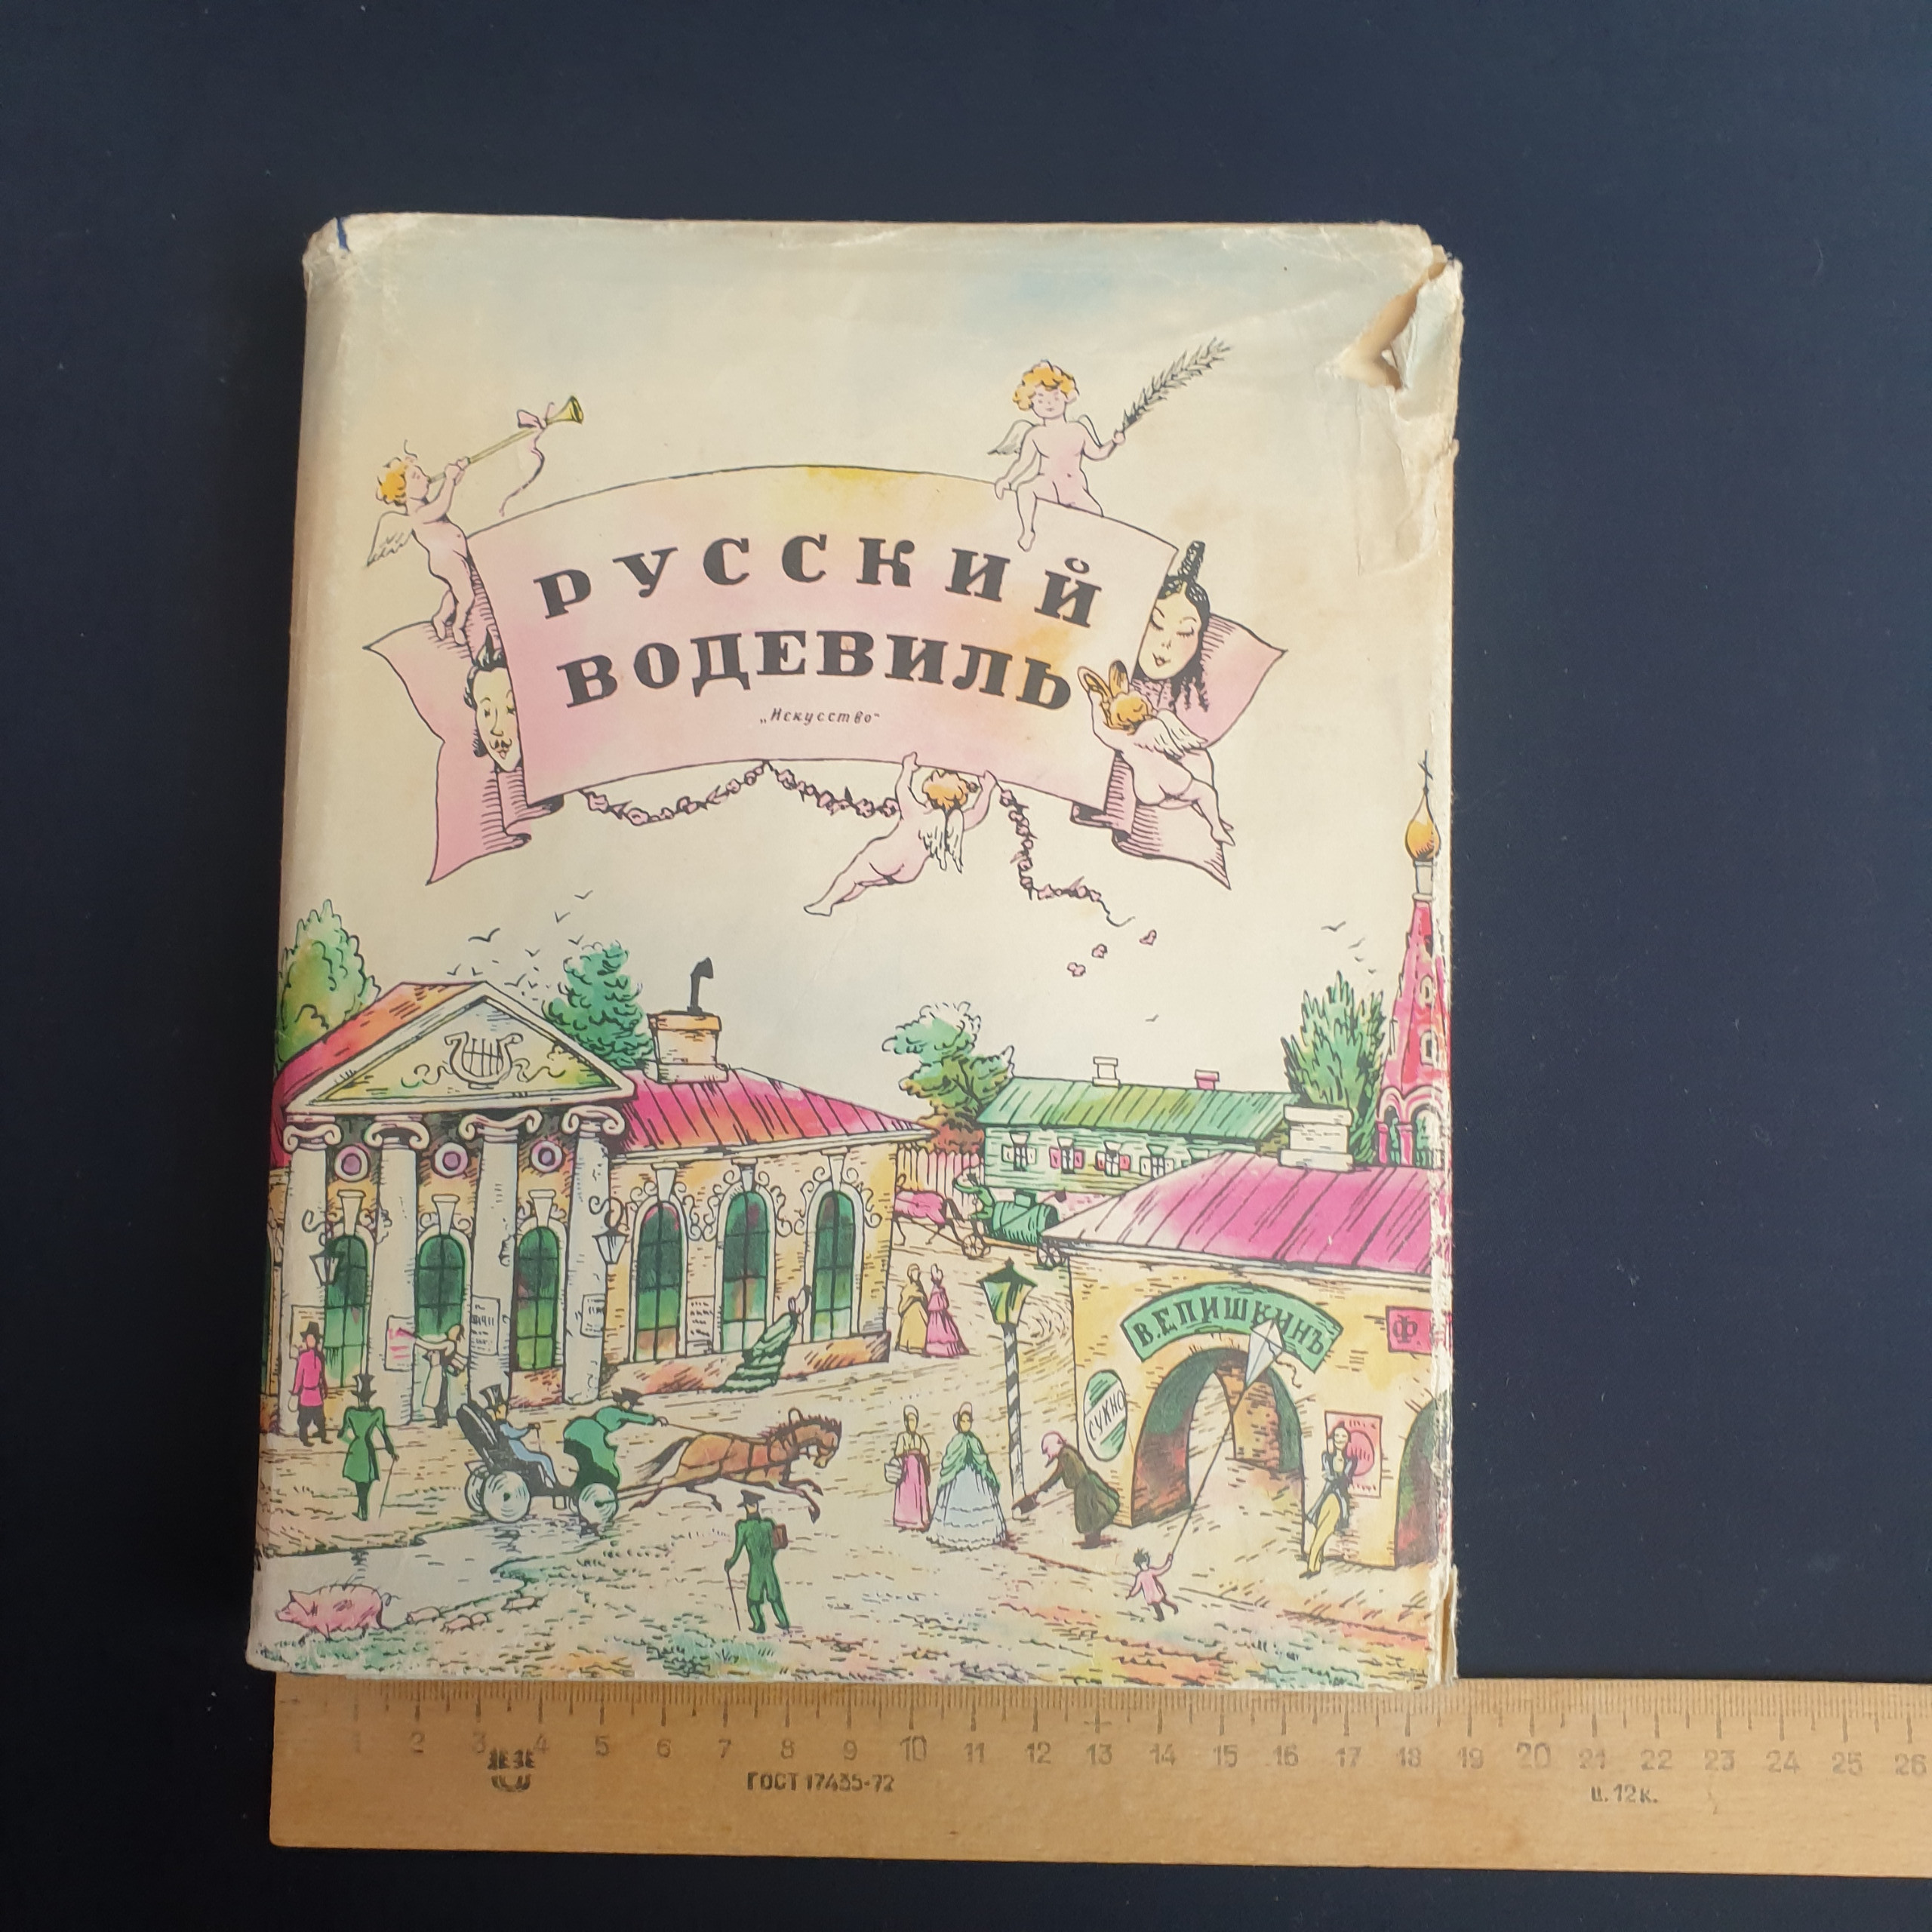 РУССКИЙ
ВОДЕВИЛЬ
„Искусство“
В.ЕПИШКИНЪ
Ф.
СУКНО
1 2 3 4 5 6 7 8 9 10 11 12 13 14 15 16 17 18 19 20 21 22 23 24 25 26
ГОСТ 17435-72
ц. 12 к.